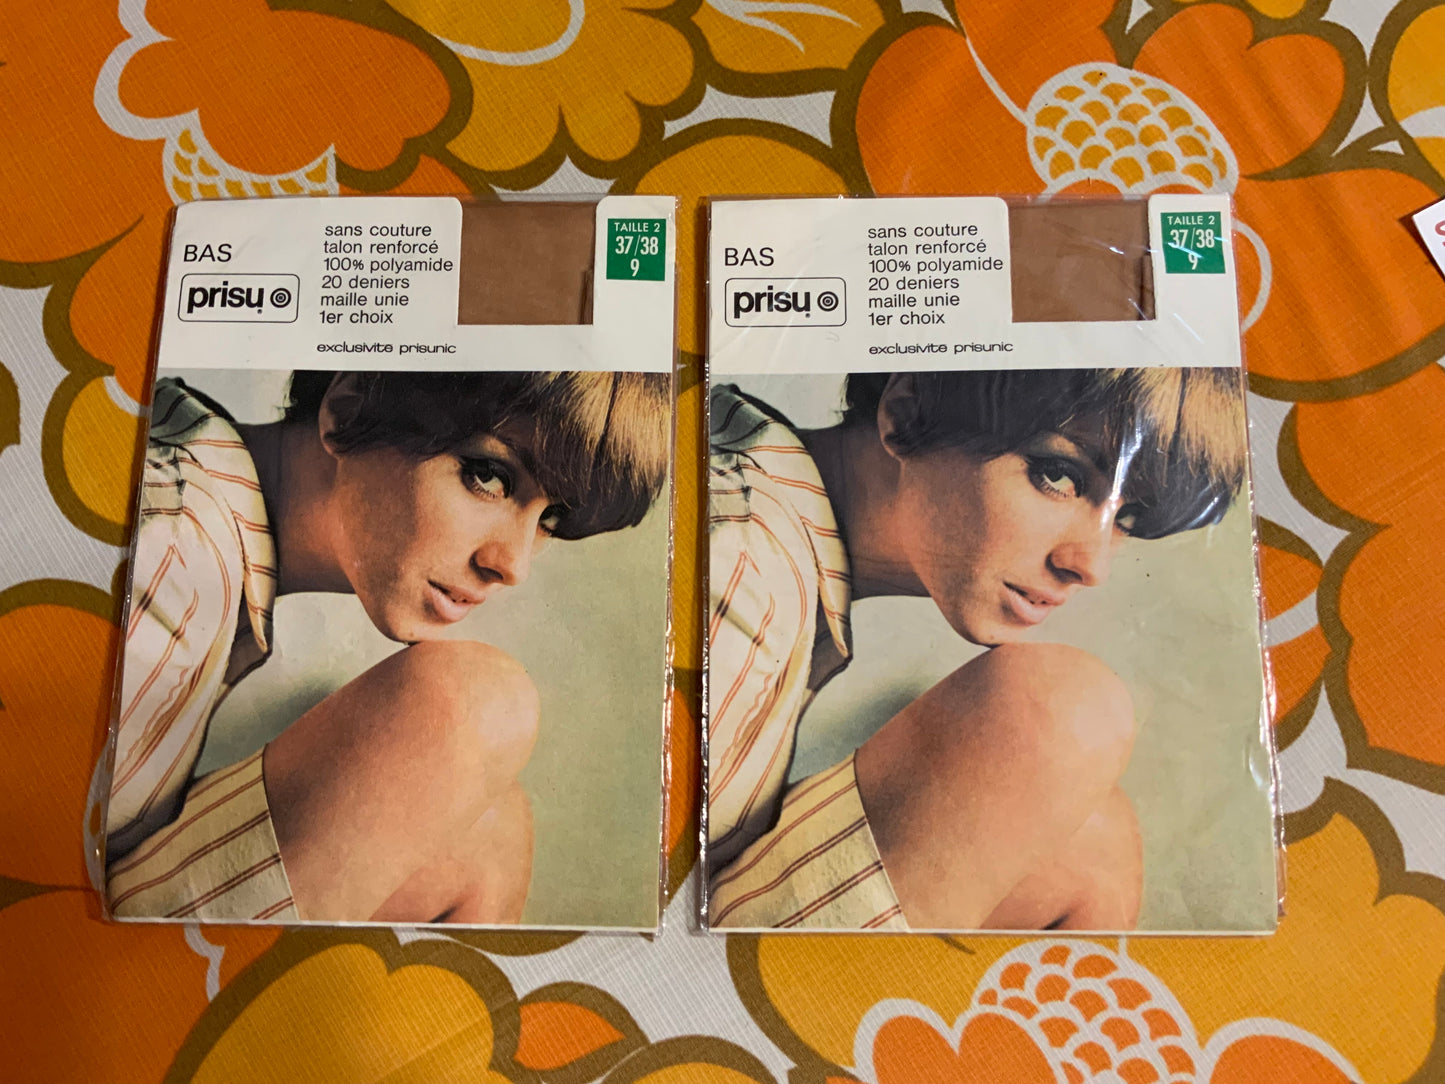 BAS
prisu
sans couture
talon renforcé
100% polyamide
20 deniers
maille unie
1er choix
exclusivite prisunic
TAILLE 2
37/38
9
BAS
prisu
sans couture
talon renforcé
100% polyamide
20 deniers
maille unie
1er choix
exclusivite prisunic
TAILLE 2
37/38
9